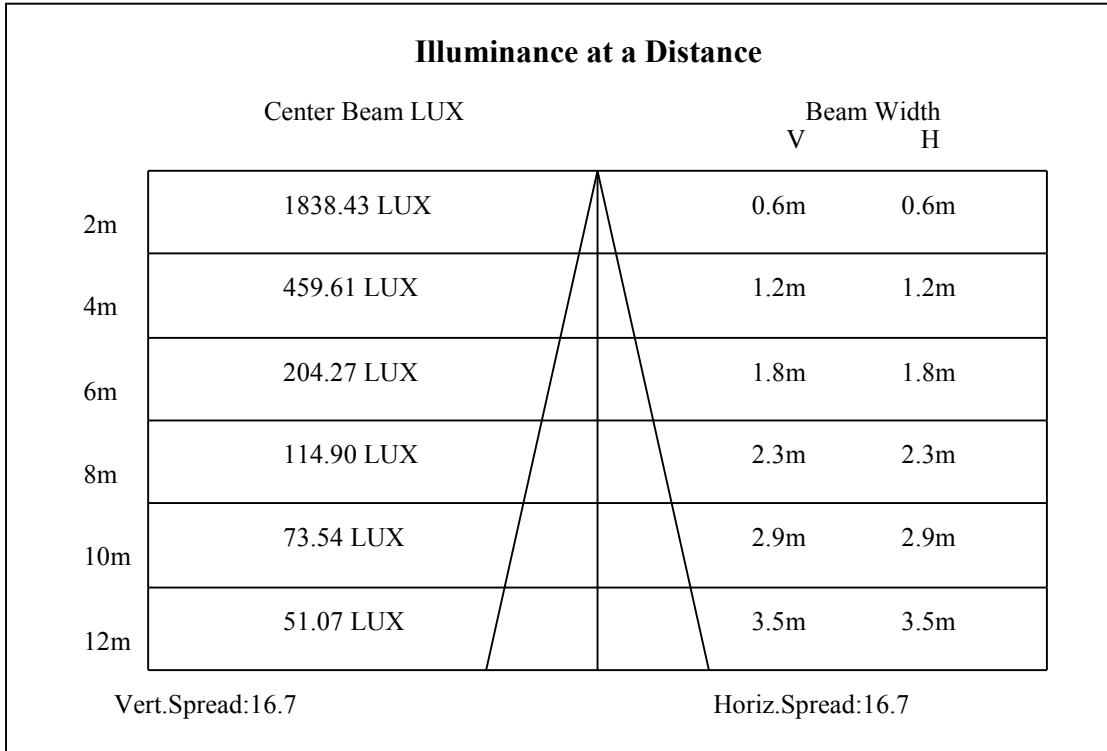 Illuminance at a Distance
Center Beam LUX Beam Width
V H
2m 1838.43 LUX 0.6m 0.6m
4m 459.61 LUX 1.2m 1.2m
6m 204.27 LUX 1.8m 1.8m
8m 114.90 LUX 2.3m 2.3m
10m 73.54 LUX 2.9m 2.9m
12m 51.07 LUX 3.5m 3.5m
Vert.Spread:16.7 Horiz.Spread:16.7